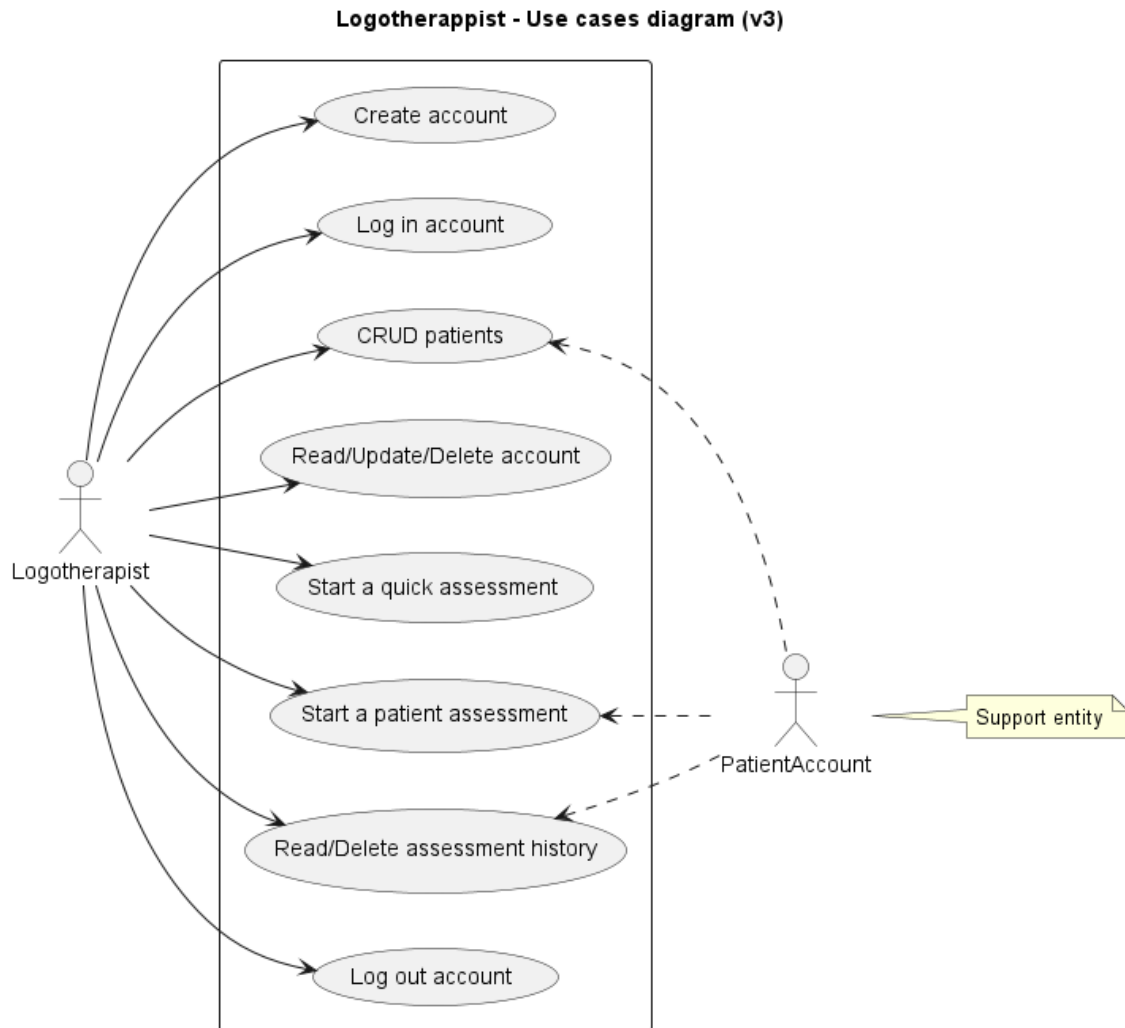 Logotherappist - Use cases diagram (v3)
Create account
Log in account
CRUD patients
Read/Update/Delete account
Logotherapist
Start a quick assessment
Start a patient assessment
Support entity
PatientAccount
Read/Delete assessment history
Log out account